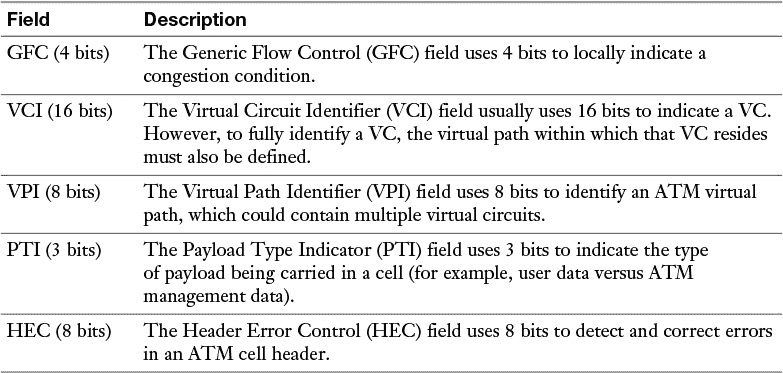 Field Description
GFC (4 bits) The Generic Flow Control (GFC) field uses 4 bits to locally indicate a
congestion condition.
VCI (16 bits) The Virtual Circuit Identifier (VCI) field usually uses 16 bits to indicate a VC.
However, to fully identify a VC, the virtual path within which that VC resides
must also be defined.
VPI (8 bits) The Virtual Path Identifier (VPI) field uses 8 bits to identify an ATM virtual
path, which could contain multiple virtual circuits.
PTI (3 bits) The Payload Type Indicator (PTI) field uses 3 bits to indicate the type
of payload being carried in a cell (for example, user data versus ATM
management data).
HEC (8 bits) The Header Error Control (HEC) field uses 8 bits to detect and correct errors
in an ATM cell header.